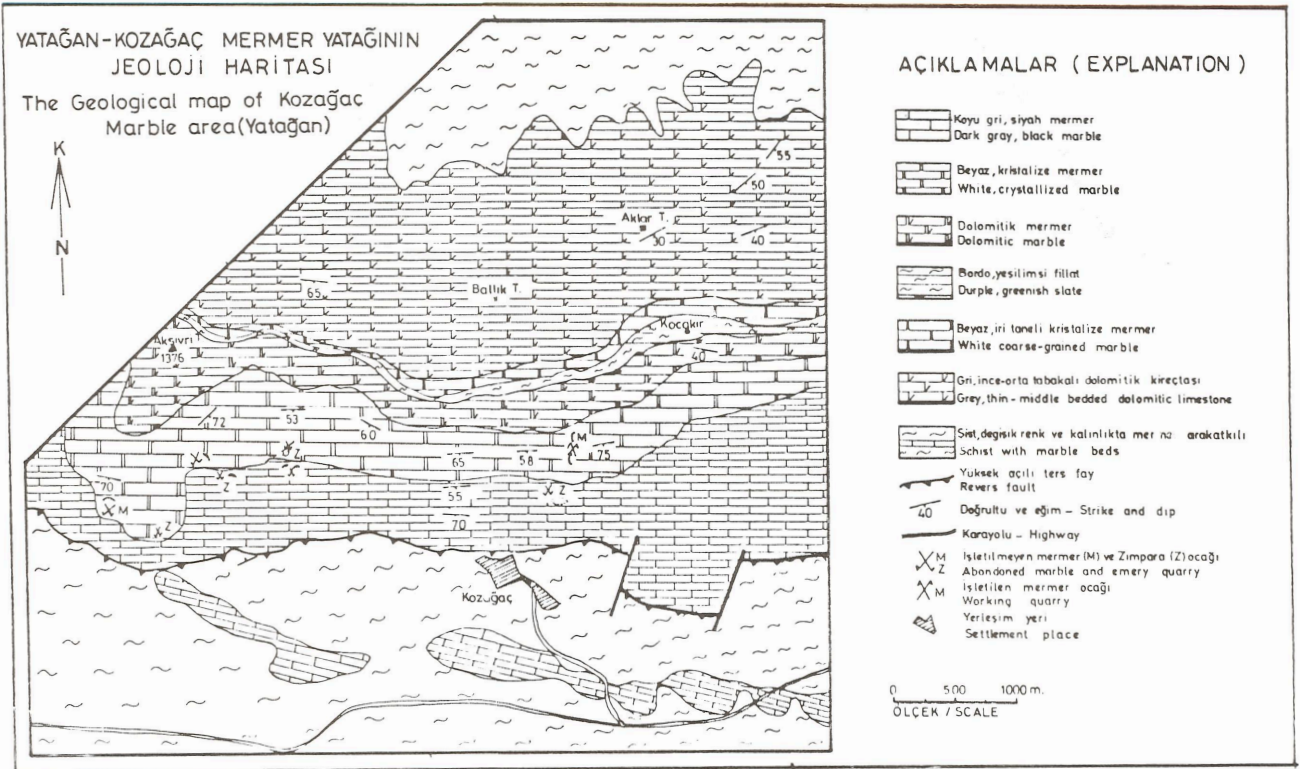 YATAĞAN-KOZAĞAÇ MERMER YATAĞININ
JEOLOJİ HARİTASI
The Geological map of Kozağaç
Marble area(Yatağan)
K
N
55
50
Aklar T.
30
40
65
Ballık T.
Kocakır
Aksivri T.
1376
40
72
53
60
M
75
Z
65
58
Z
Z
70
55
M
70
Z
Kozağaç
AÇIKLAMALAR ( EXPLANATION )
Koyu gri, siyah mermer
Dark gray, black marble
Beyaz, kristalize mermer
White, crystallized marble
Dolomitik mermer
Dolomitic marble
Bordo, yeşilimsi fillat
Durple, greenish slate
Beyaz, iri taneli kristalize mermer
White coarse-grained marble
Gri, ince-orta tabakalı dolomitik kireçtaşı
Grey, thin-middle bedded dolomitic limestone
Şist, degişik renk ve kalınlıkta mer arakatkılı
Schist with marble beds
Yuksek açılı ters fay
Revers fault
40
Doğrultu ve eğim - Strike and dip
Karayolu - Highway
M
Z
İşletilmeyen mermer (M) ve Zımpara (Z) ocağı
Abandoned marble and emery quarry
M
İşletilen mermer ocağı
Working quarry
Yerleşim yeri
Settlement place
0 500 1000 m.
ÖLÇEK / SCALE